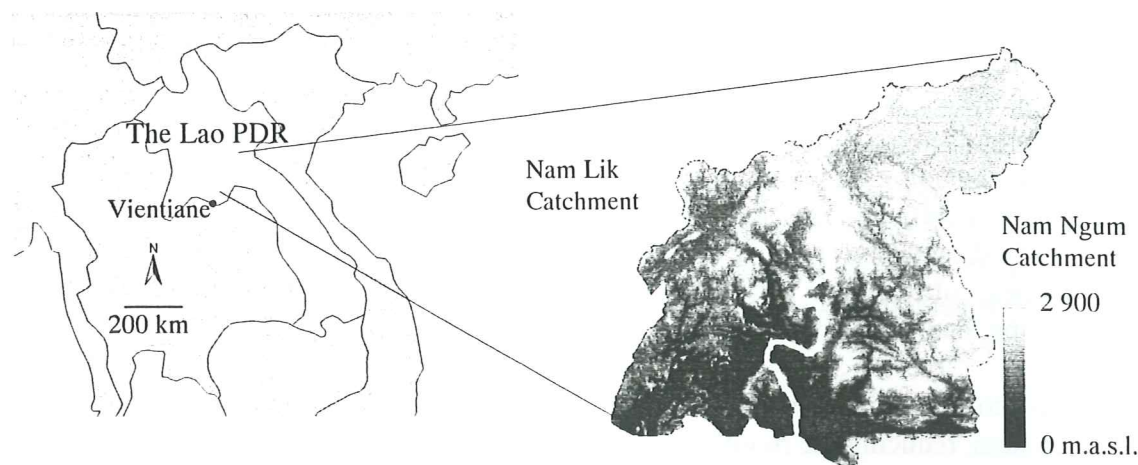 The Lao PDR
Vientiane
N
200 km
Nam Lik
Catchment
Nam Ngum
Catchment
2 900
0 m.a.s.l.